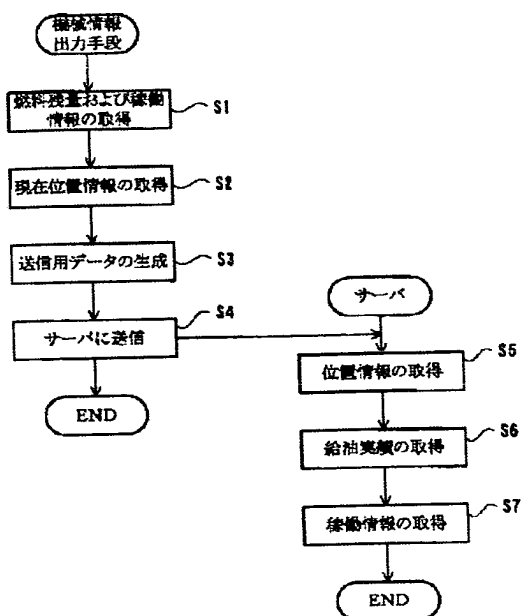 機械情報
出力手段
燃料残量および稼働
情報の取得
S1
現在位置情報の取得
S2
送信用データの生成
S3
サーバに送信
S4
END
サーバ
位置情報の取得
S5
給油実績の取得
S6
稼働情報の取得
S7
END